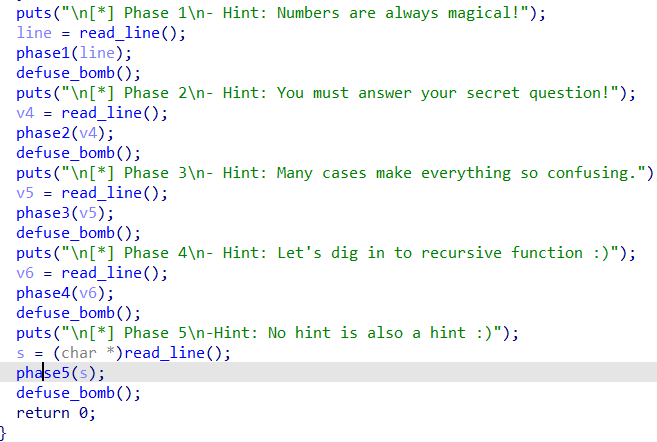 puts("\n[*] Phase 1\n- Hint: Numbers are always magical!");
line = read_line();
phase1(line);
defuse_bomb();
puts("\n[*] Phase 2\n- Hint: You must answer your secret question!");
v4 = read_line();
phase2(v4);
defuse_bomb();
puts("\n[*] Phase 3\n- Hint: Many cases make everything so confusing.")
v5 = read_line();
phase3(v5);
defuse_bomb();
puts("\n[*] Phase 4\n- Hint: Let's dig in to recursive function :)");
v6 = read_line();
phase4(v6);
defuse_bomb();
puts("\n[*] Phase 5\n-Hint: No hint is also a hint :)");
s = (char *)read_line();
phase5(s);
defuse_bomb();
return 0;
}